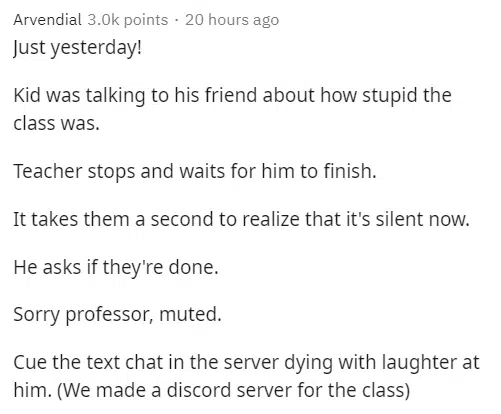 Arvendial 3.0k points · 20 hours ago
Just yesterday!
Kid was talking to his friend about how stupid the
class was.
Teacher stops and waits for him to finish.
It takes them a second to realize that it's silent now.
He asks if they're done.
Sorry professor, muted.
Cue the text chat in the server dying with laughter at
him. (We made a discord server for the class)